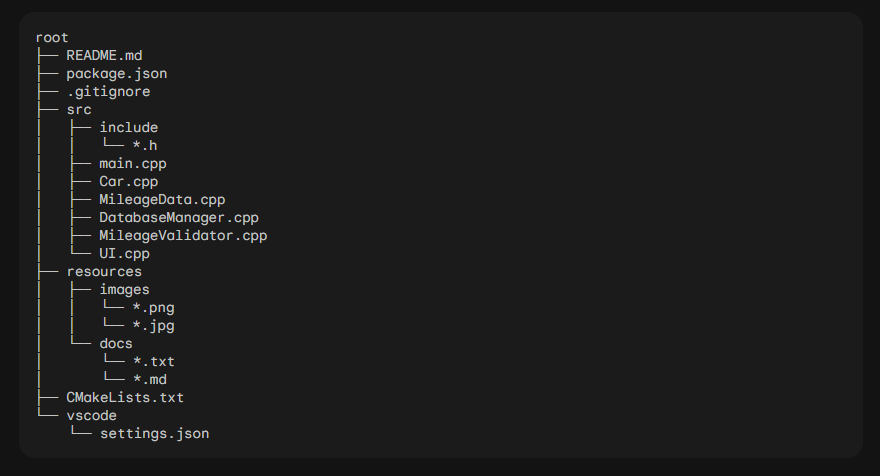 root
├── README.md
├── package.json
├── .gitignore
├── src
│   ├── include
│   │   └── *.h
│   ├── main.cpp
│   ├── Car.cpp
│   ├── MileageData.cpp
│   ├── DatabaseManager.cpp
│   ├── MileageValidator.cpp
│   └── UI.cpp
├── resources
│   ├── images
│   │   └── *.png
│   │   └── *.jpg
│   └── docs
│       └── *.txt
│       └── *.md
├── CMakeLists.txt
└── vscode
    └── settings.json